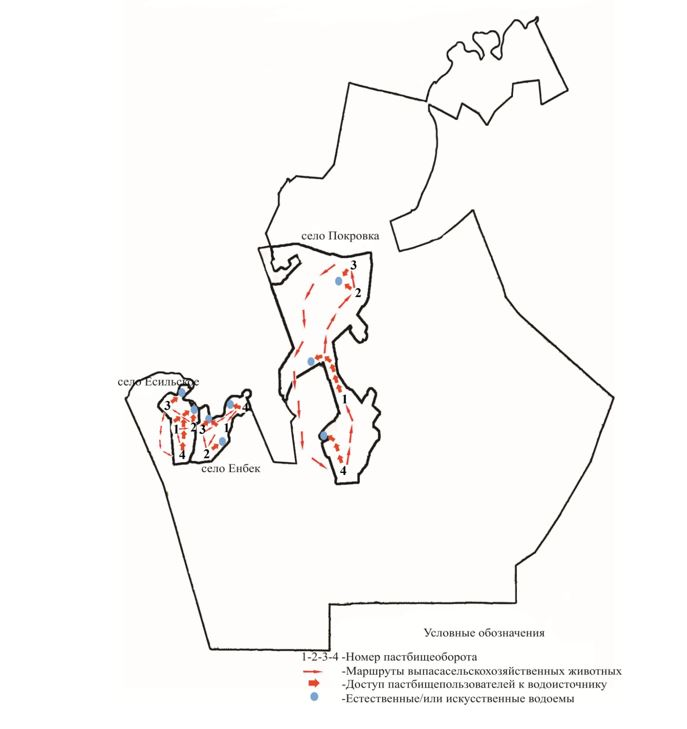 село Покровка
3
2
1
4
село Есильское
3
1
2
4
3
1
4
2
село Енбек
Условные обозначения
1-2-3-4 -Номер пастбищеоборота
-Маршруты выпасасельскохозяйственных животных
-Доступ пастбищепользователей к водоисточнику
-Естественные/или искусственные водоемы